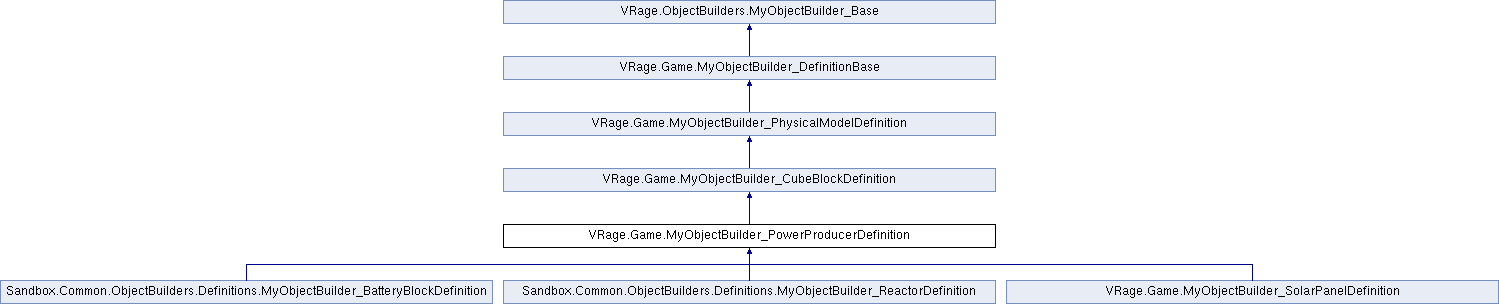 VRage.ObjectBuilders.MyObjectBuilder_Base
VRage.Game.MyObjectBuilder_DefinitionBase
VRage.Game.MyObjectBuilder_PhysicalModelDefinition
VRage.Game.MyObjectBuilder_CubeBlockDefinition
VRage.Game.MyObjectBuilder_PowerProducerDefinition
Sandbox.Common.ObjectBuilders.Definitions.MyObjectBuilder_BatteryBlockDefinition
Sandbox.Common.ObjectBuilders.Definitions.MyObjectBuilder_ReactorDefinition
VRage.Game.MyObjectBuilder_SolarPanelDefinition